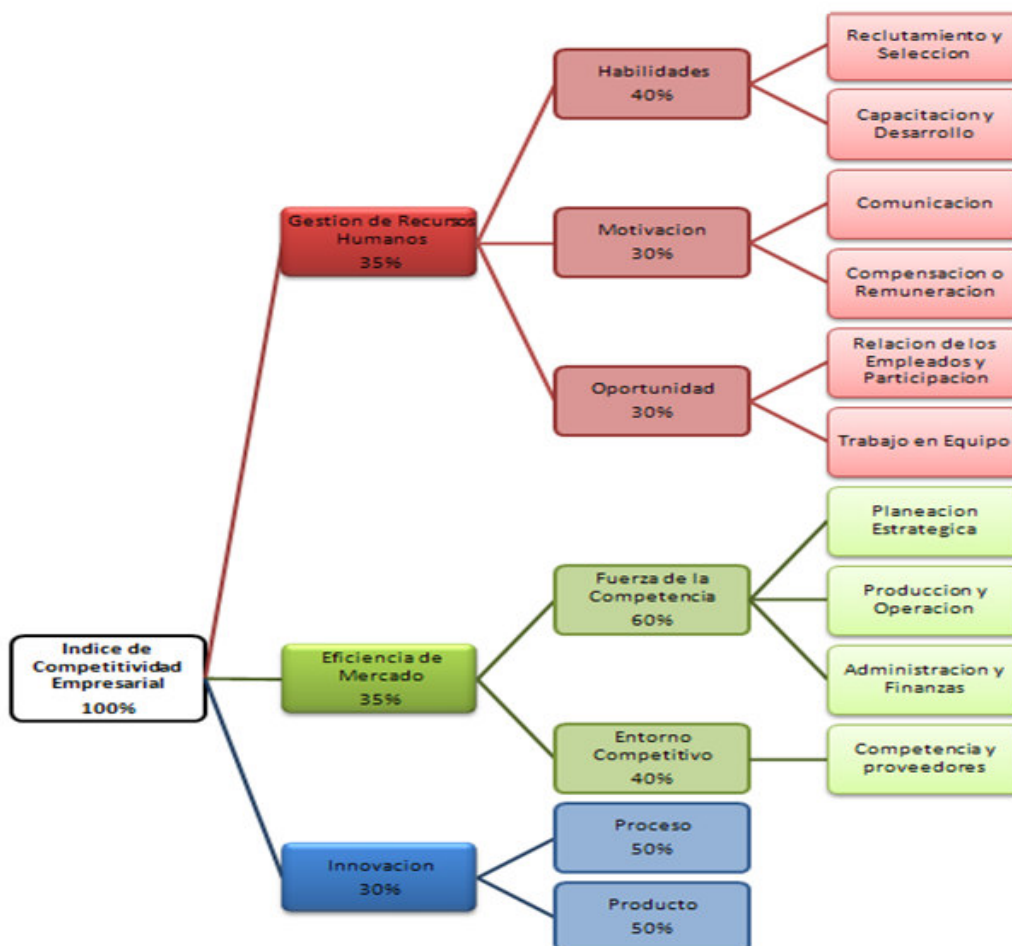 Reclutamiento y
Seleccion
Habilidades
40%
Capacitacion y
Desarrollo
Gestion de Recursos
Humanos
35%
Motivacion
30%
Comunicacion
Compensacion o
Remuneracion
Oportunidad
30%
Relacion de los
Empleados y
Participacion
Trabajo en Equipo
Indice de
Competitividad
Empresarial
100%
Eficiencia de
Mercado
35%
Fuerza de la
Competencia
60%
Planeacion
Estrategica
Produccion y
Operacion
Administracion y
Finanzas
Entorno
Competitivo
40%
Competencia y
proveedores
Innovacion
30%
Proceso
50%
Producto
50%